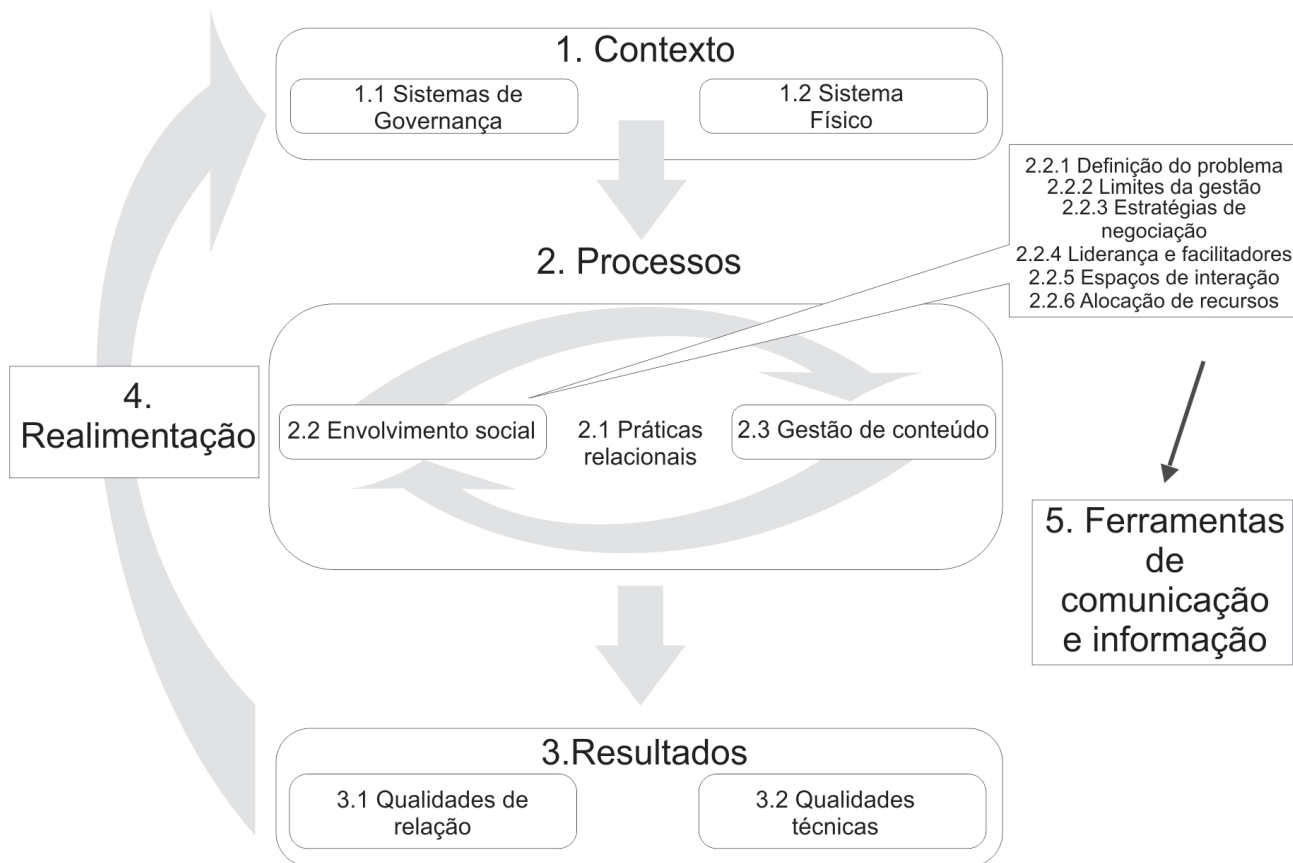 1. Contexto
1.1 Sistemas de
Governança
1.2 Sistema
Físico
2.2.1 Definição do problema
2.2.2 Limites da gestão
2.2.3 Estratégias de
negociação
2.2.4 Liderança e facilitadores
2.2.5 Espaços de interação
2.2.6 Alocação de recursos
2. Processos
4.
Realimentação
2.2 Envolvimento social
2.1 Práticas
relacionais
2.3 Gestão de conteúdo
5. Ferramentas
de
comunicação
e informação
3.Resultados
3.1 Qualidades de
relação
3.2 Qualidades
técnicas